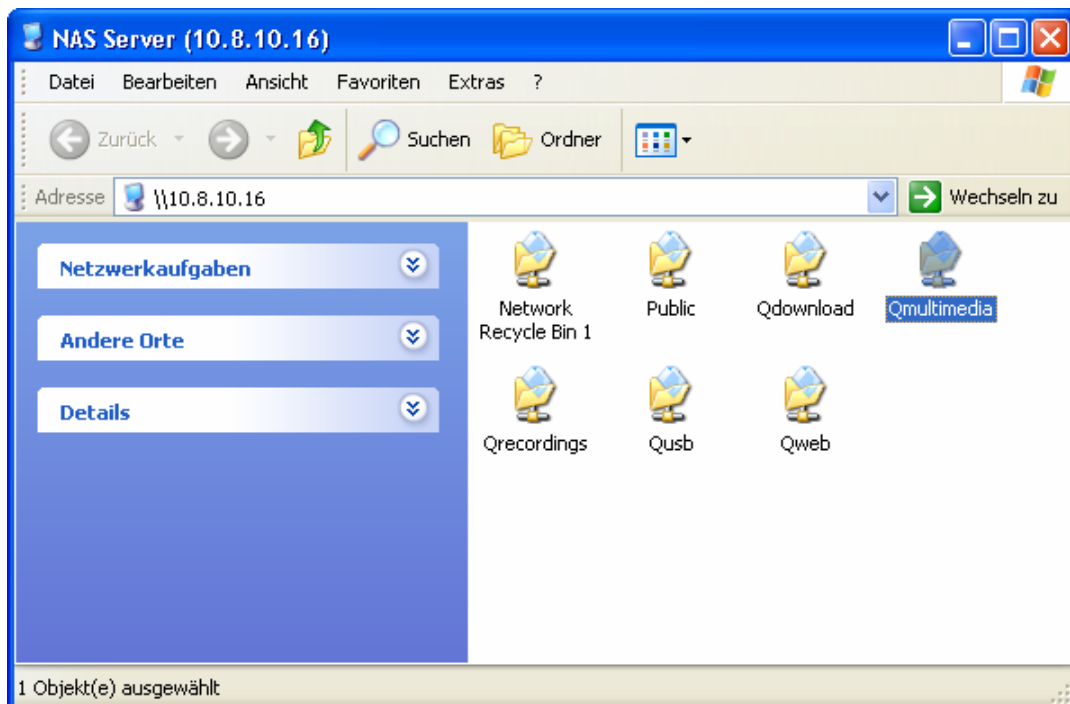 NAS Server (10.8.10.16)
Datei Bearbeiten Ansicht Favoriten Extras ?
Zurück Suchen Ordner
Adresse \\10.8.10.16 Wechseln zu
Netzwerkaufgaben
Andere Orte
Details
Network
Recycle Bin 1
Public
Qdownload
Qmultimedia
Qrecordings
Qusb
Qweb
1 Objekt(e) ausgewählt